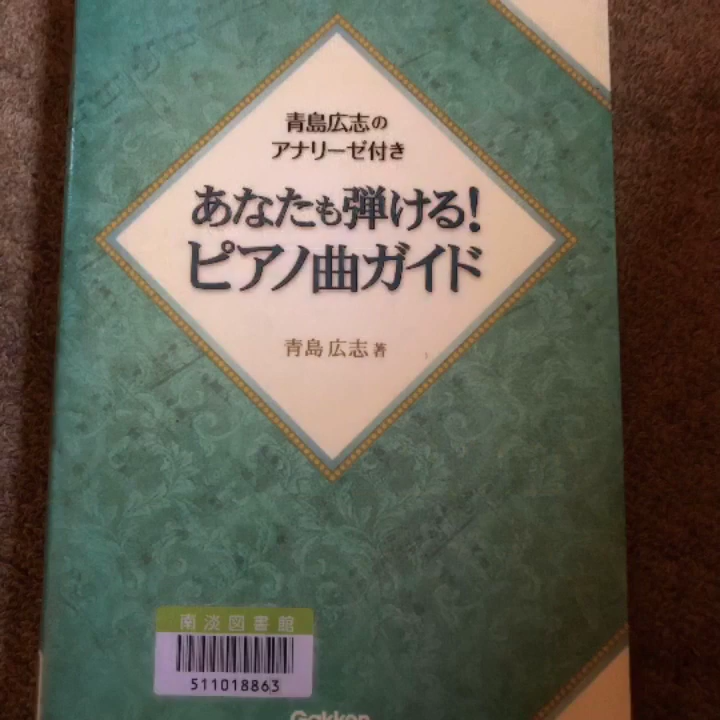 青島広志の
アナリーゼ付き
あなたも弾ける!
ピアノ曲ガイド
青島広志 著
南淡図書館
511018863
Gakken